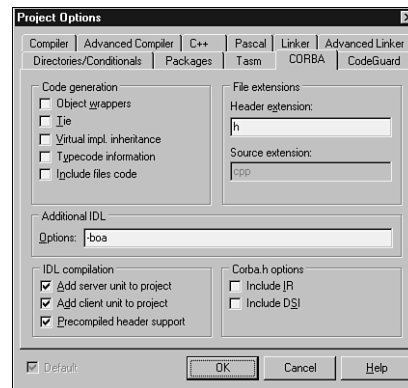 Project Options
Compiler Advanced Compiler C++ Pascal Linker Advanced Linker
Directories/Conditionals Packages Tasm CORBA CodeGuard
Code generation
Object wrappers
Tie
Virtual impl. inheritance
Typecode information
Include files code
File extensions
Header extension:
h
Source extension:
cpp
Additional IDL
Options: -boa
IDL compilation
Add server unit to project
Add client unit to project
Precompiled header support
Corba.h options
Include IR
Include DSI
Default OK Cancel Help